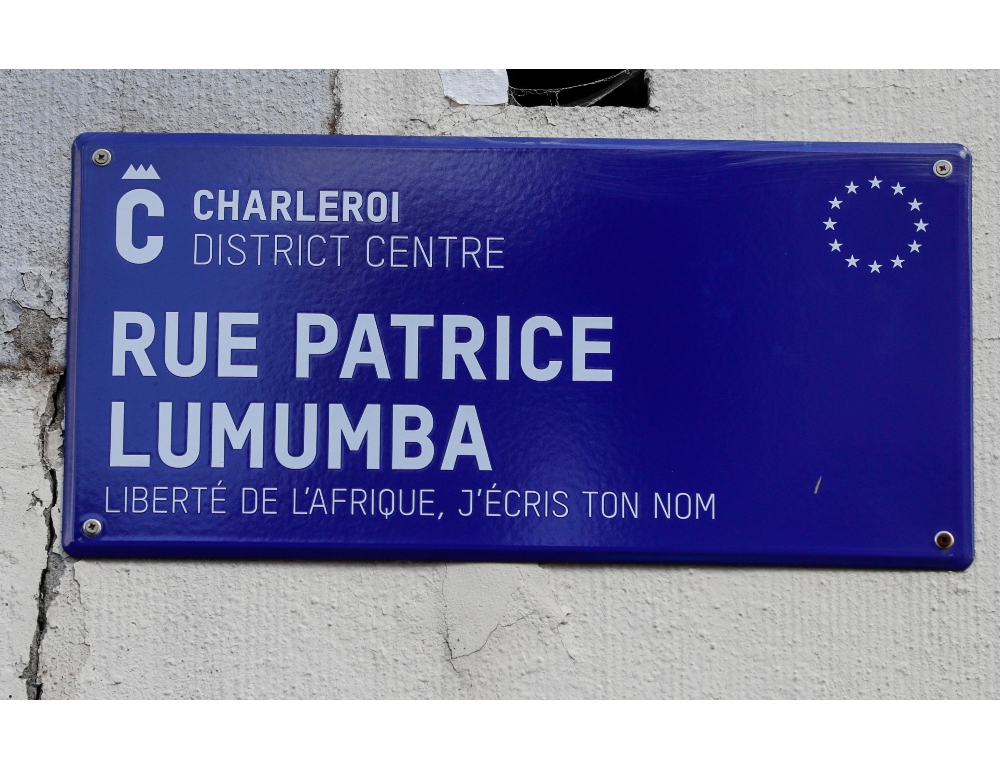 CHARLEROI
DISTRICT CENTRE
RUE PATRICE
LUMUMBA
LIBERTÉ DE L'AFRIQUE, J'ÉCRIS TON NOM